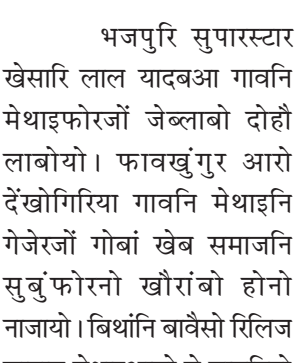 भजपुरि सुपारस्टार
खेसारि लाल यादबआ गावनि
मेथाइफोरजों जेब्लाबो दोहौ
लाबोयो। फावखुंगुर आरो
देंखोगिरिया गावनि मेथाइनि
गेजेरजों गोबां खेब समाजनि
सुबुंफोरनो खौरांबो होनो
नाजायो। बिथांनि बावैसो रिलिज